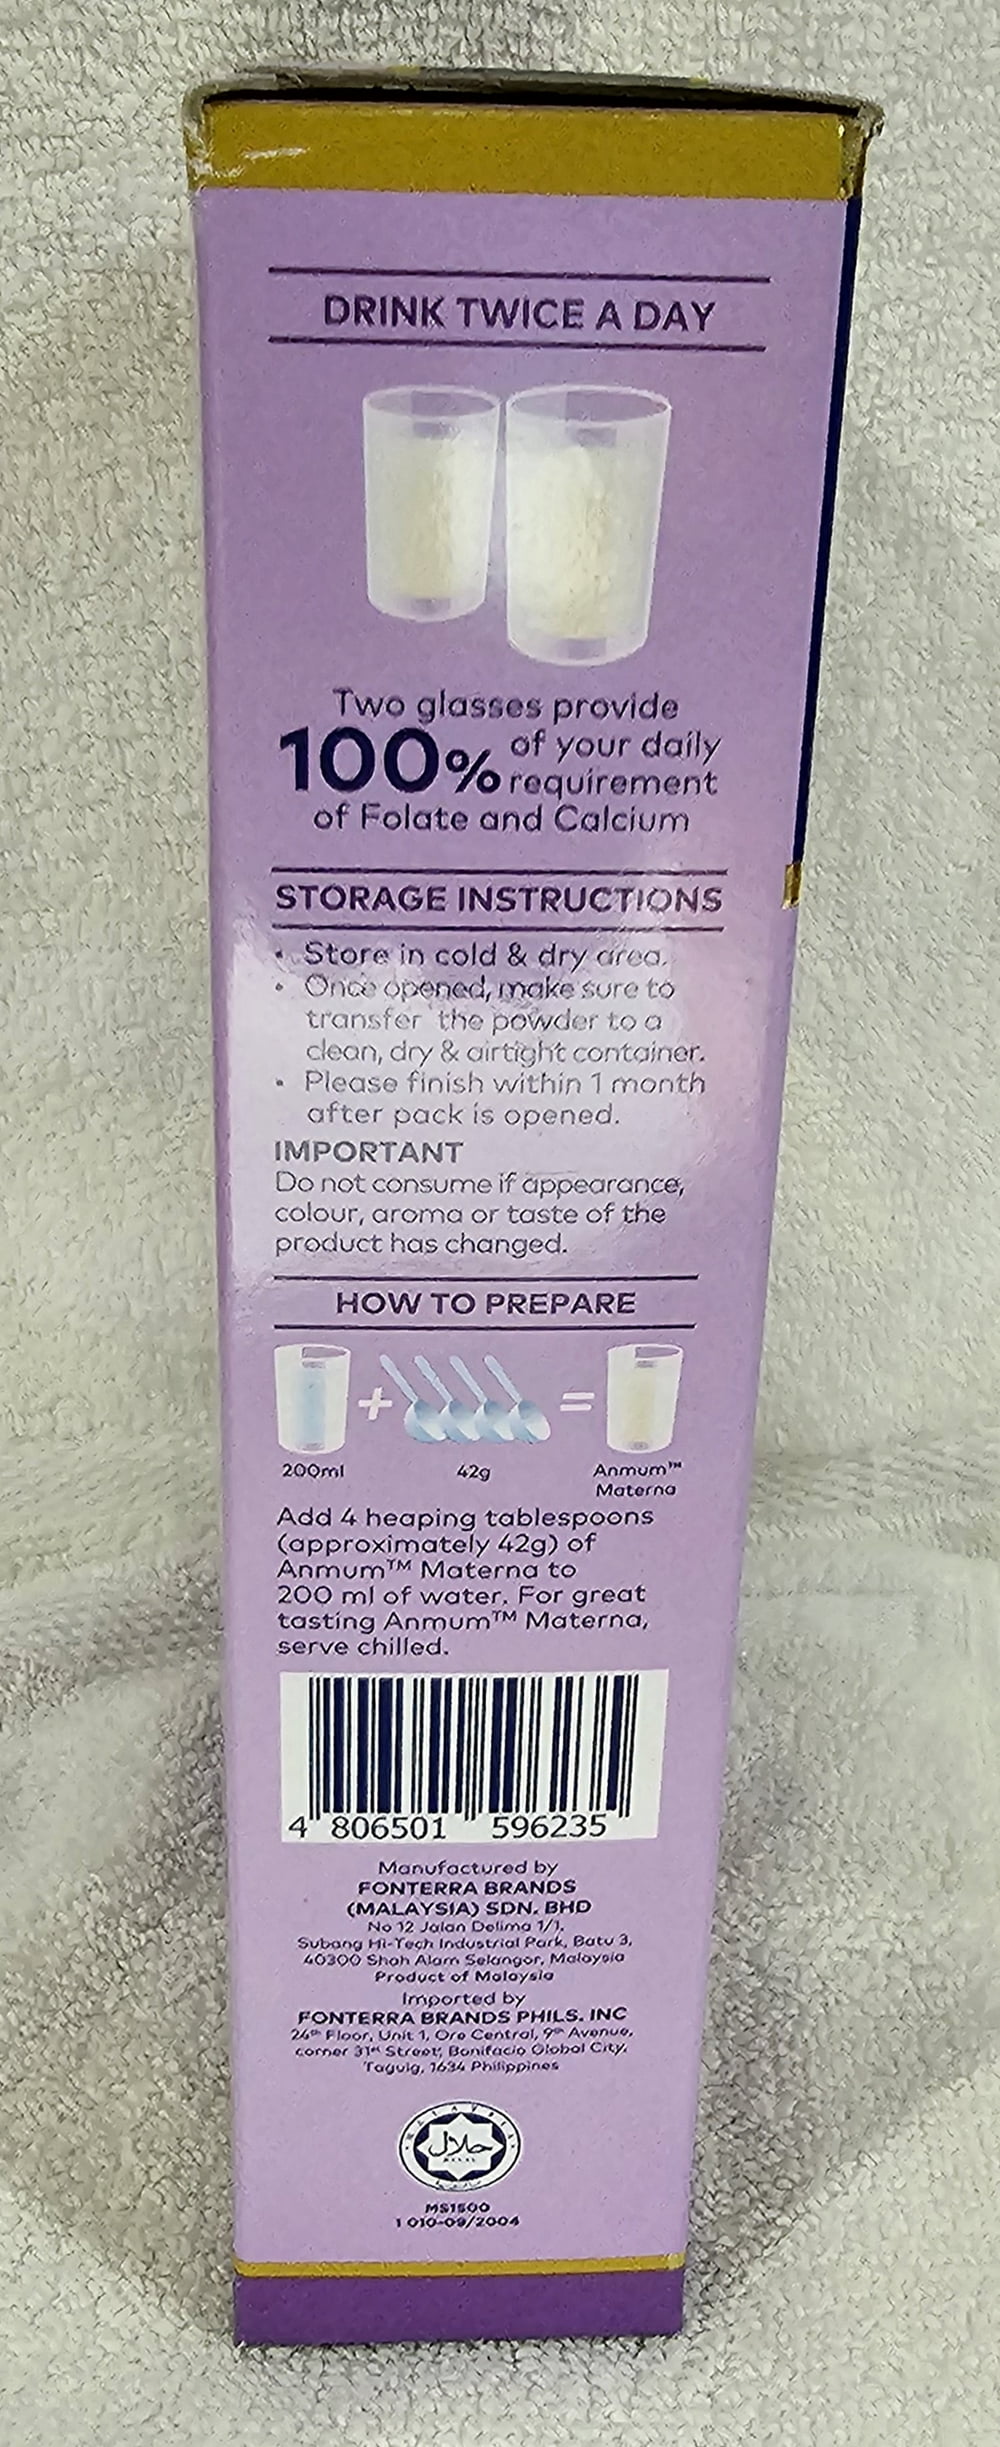 DRINK TWICE A DAY
Two glasses provide
100% of your daily
requirement
of Folate and Calcium
STORAGE INSTRUCTIONS
• Store in cold & dry area.
• Once opened, make sure to
transfer the powder to a
clean, dry & airtight container.
• Please finish within 1 month
after pack is opened.
IMPORTANT
Do not consume if appearance,
colour, aroma or taste of the
product has changed.
HOW TO PREPARE
+ =
200ml 42g Anmum™
Materna
Add 4 heaping tablespoons
(approximately 42g) of
Anmum™ Materna to
200 ml of water. For great
tasting Anmum™ Materna,
serve chilled.
4 806501 596235
Manufactured by
FONTERRA BRANDS
(MALAYSIA) SDN. BHD
No 12 Jalan Delima 1/1,
Subang Hi-Tech Industrial Park, Batu 3,
40300 Shah Alam Selangor, Malaysia
Product of Malaysia
Imported by
FONTERRA BRANDS PHILS. INC
24th Floor, Unit 1, Ore Central, 9th Avenue,
corner 31st Street, Bonifacio Global City,
Taguig, 1634 Philippines
MALAYSIA
حلال
HALAL
MS1500
1 010-09/2004